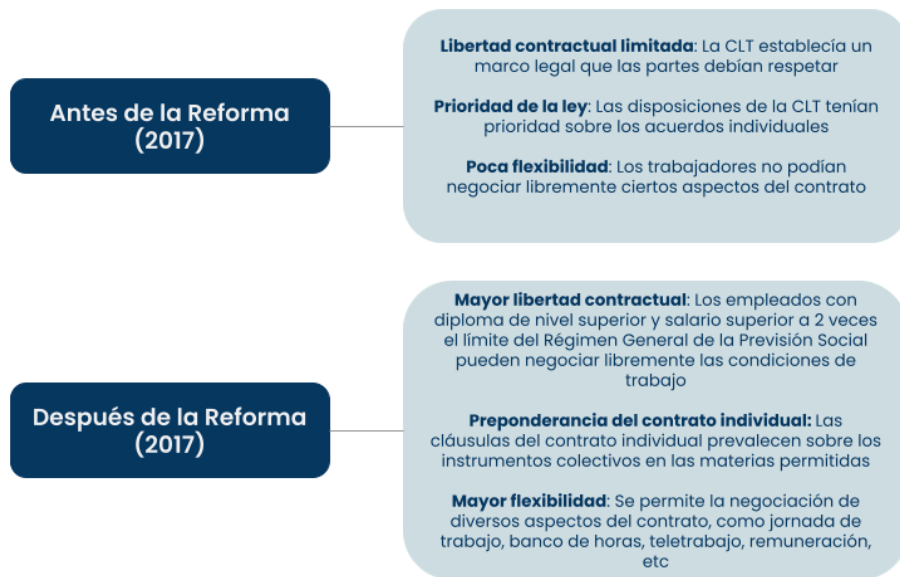 Antes de la Reforma
(2017)
Libertad contractual limitada: La CLT establecía un
marco legal que las partes debían respetar
Prioridad de la ley: Las disposiciones de la CLT tenían
prioridad sobre los acuerdos individuales
Poca flexibilidad: Los trabajadores no podían
negociar libremente ciertos aspectos del contrato
Después de la Reforma
(2017)
Mayor libertad contractual: Los empleados con
diploma de nivel superior y salario superior a 2 veces
el límite del Régimen General de la Previsión Social
pueden negociar libremente las condiciones de
trabajo
Preponderancia del contrato individual: Las
cláusulas del contrato individual prevalecen sobre los
instrumentos colectivos en las materias permitidas
Mayor flexibilidad: Se permite la negociación de
diversos aspectos del contrato, como jornada de
trabajo, banco de horas, teletrabajo, remuneración,
etc